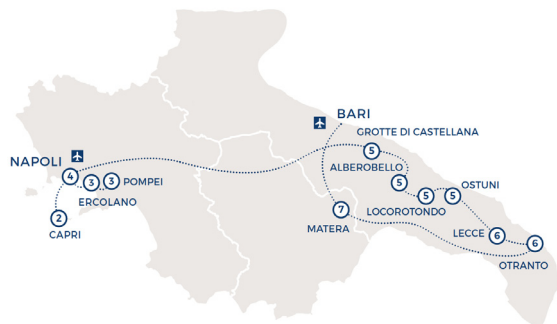 BARI
GROTTE DI CASTELLANA
5
NAPOLI
4
3
3
POMPEI
ALBEROBELLO
5
ERCOLANO
OSTUNI
5
5
LOCOROTONDO
2
CAPRI
7
MATERA
LECCE
6
6
OTRANTO